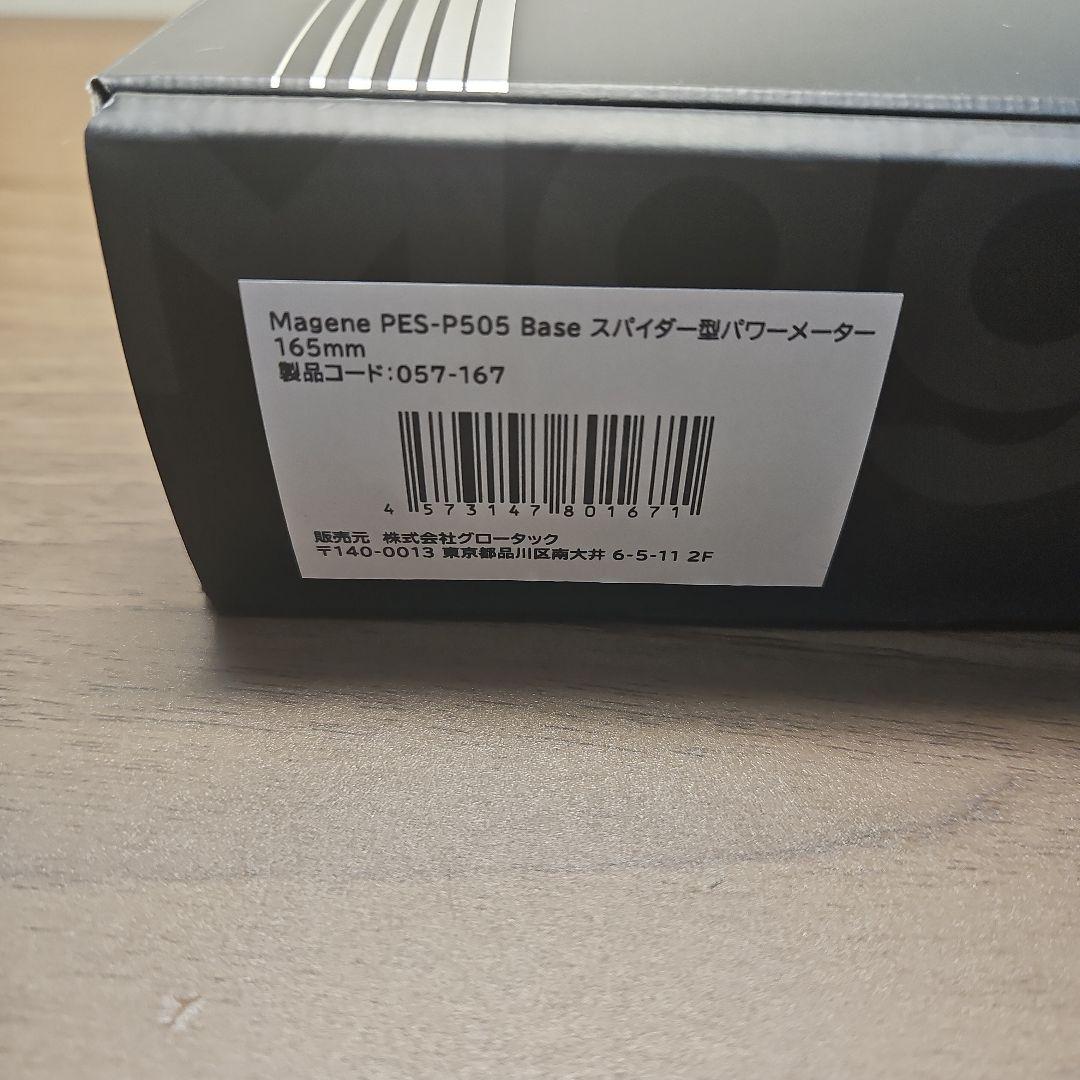 Magene PES-P505 Base スパイダー型パワーメーター
165mm
製品コード:057-167
4 573147 801671
販売元 株式会社グロータック
〒140-0013 東京都品川区南大井 6-5-11 2F